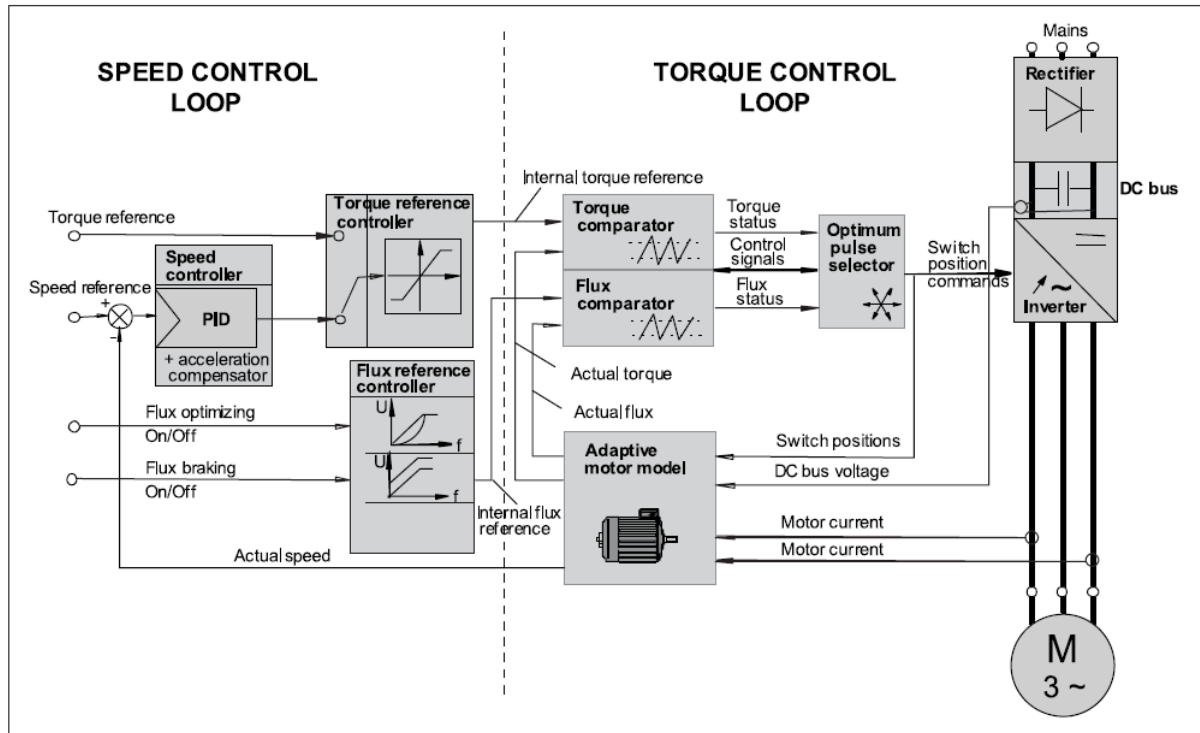 SPEED CONTROL
LOOP
TORQUE CONTROL
LOOP
Mains
Rectifier
DC bus
Inverter
~
M
3 ~
Torque reference
Speed reference
+
-
Speed
controller
PID
+ acceleration
compensator
Torque reference
controller
Internal torque reference
Flux reference
controller
U
f
U
f
Flux optimizing
On/Off
Flux braking
On/Off
Internal flux
reference
Actual speed
Torque
comparator
Flux
comparator
Torque
status
Control
signals
Flux
status
Optimum
pulse
selector
Switch
position
commands
Actual torque
Actual flux
Adaptive
motor model
Switch positions
DC bus voltage
Motor current
Motor current